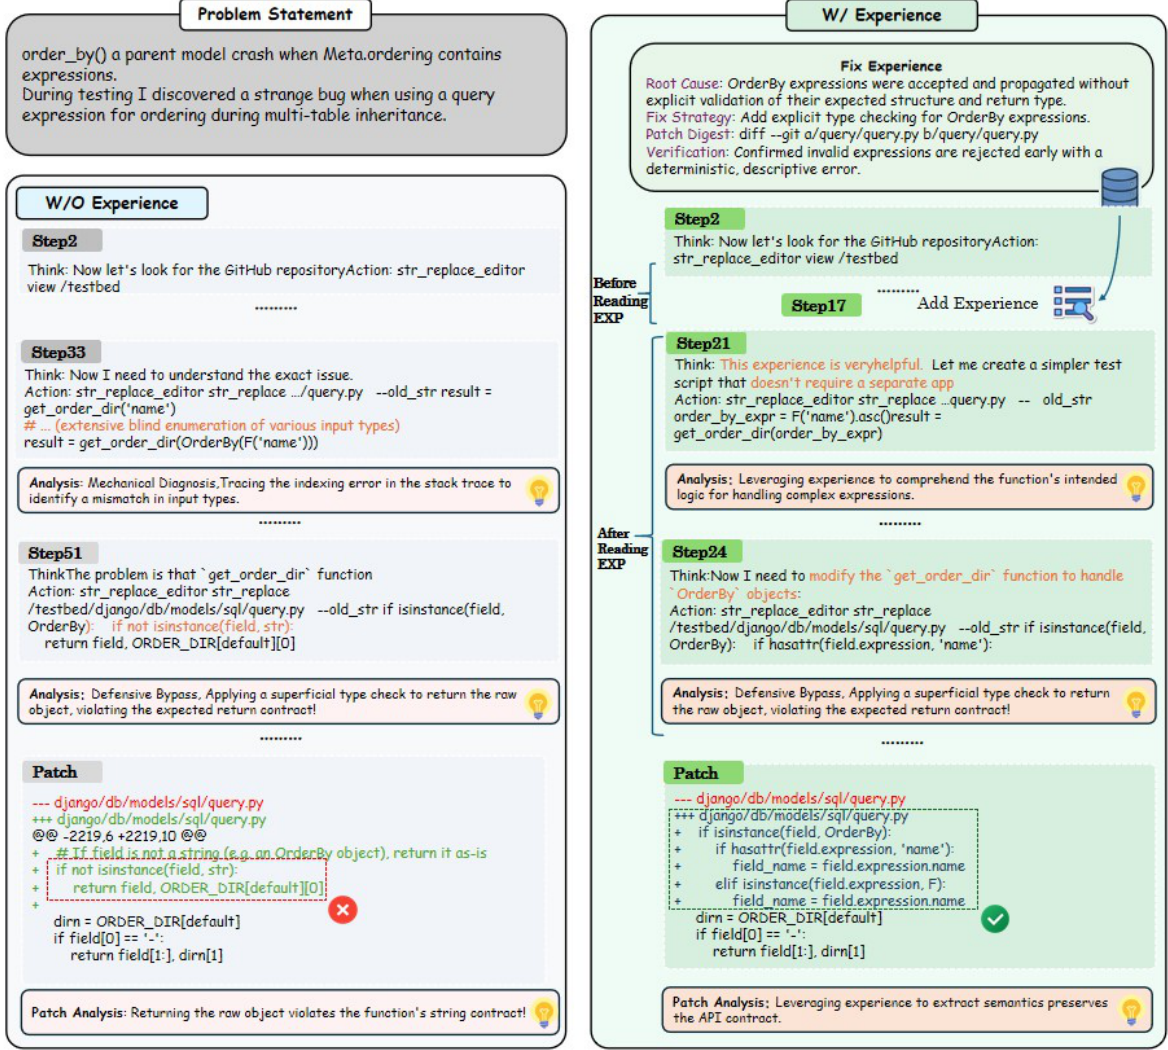 Problem Statement
order_by() a parent model crash when Meta.ordering contains
expressions.
During testing I discovered a strange bug when using a query
expression for ordering during multi-table inheritance.
W/O Experience
Step2
Think: Now let's look for the GitHub repositoryAction: str_replace_editor
view /testbed
.........
Step33
Think: Now I need to understand the exact issue.
Action: str_replace_editor str_replace .../query.py   --old_str result =
get_order_dir('name')
# ... (extensive blind enumeration of various input types)
result = get_order_dir(OrderBy(F('name')))
Analysis: Mechanical Diagnosis,Tracing the indexing error in the stack trace to
identify a mismatch in input types.
.........
Step51
ThinkThe problem is that `get_order_dir` function
Action: str_replace_editor str_replace
/testbed/django/db/models/sql/query.py   --old_str if isinstance(field,
OrderBy):    if not isinstance(field, str):
return field, ORDER_DIR[default][0]
Analysis: Defensive Bypass, Applying a superficial type check to return the raw
object, violating the expected return contract!
.........
Patch
--- django/db/models/sql/query.py
+++ django/db/models/sql/query.py
@@ -2219,6 +2219,10 @@
+   # If field is not a string (e.g. an OrderBy object), return it as-is
+   if not isinstance(field, str):
+      return field, ORDER_DIR[default][0]
+
dirn = ORDER_DIR[default]
if field[0] == '-':
return field[1:], dirn[1]
Patch Analysis: Returning the raw object violates the function's string contract!
W/ Experience
Fix Experience
Root Cause: OrderBy expressions were accepted and propagated without
explicit validation of their expected structure and return type.
Fix Strategy: Add explicit type checking for OrderBy expressions.
Patch Digest: diff --git a/query/query.py b/query/query.py
Verification: Confirmed invalid expressions are rejected early with a
deterministic, descriptive error.
Step2
Think: Now let's look for the GitHub repositoryAction:
str_replace_editor view /testbed
Before
Reading
EXP
.........
Step17
Add Experience
Step21
Think: This experience is veryhelpful.  Let me create a simpler test
script that doesn't require a separate app
Action: str_replace_editor str_replace ...query.py   --   old_str
order_by_expr = F('name').asc()result =
get_order_dir(order_by_expr)
Analysis: Leveraging experience to comprehend the function's intended
logic for handling complex expressions.
.........
After
Reading
EXP
Step24
Think:Now I need to modify the `get_order_dir` function to handle
`OrderBy` objects:
Action: str_replace_editor str_replace
/testbed/django/db/models/sql/query.py   --old_str if isinstance(field,
OrderBy):    if hasattr(field.expression, 'name'):
Analysis: Defensive Bypass, Applying a superficial type check to return
the raw object, violating the expected return contract!
.........
Patch
--- django/db/models/sql/query.py
+++ django/db/models/sql/query.py
+   if isinstance(field, OrderBy):
+      if hasattr(field.expression, 'name'):
+         field_name = field.expression.name
+      elif isinstance(field.expression, F):
+         field_name = field.expression.name
dirn = ORDER_DIR[default]
if field[0] == '-':
return field[1:], dirn[1]
Patch Analysis: Leveraging experience to extract semantics preserves
the API contract.